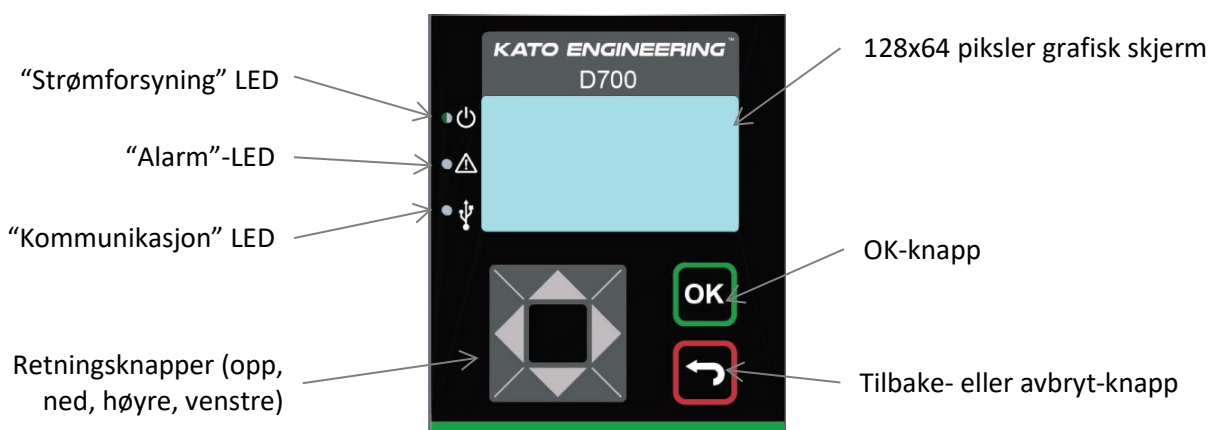 KATO ENGINEERING™
D700
128x64 piksler grafisk skjerm
“Strømforsyning” LED
“Alarm”-LED
“Kommunikasjon” LED
OK-knapp
OK
Retningsknapper (opp,
ned, høyre, venstre)
Tilbake- eller avbryt-knapp